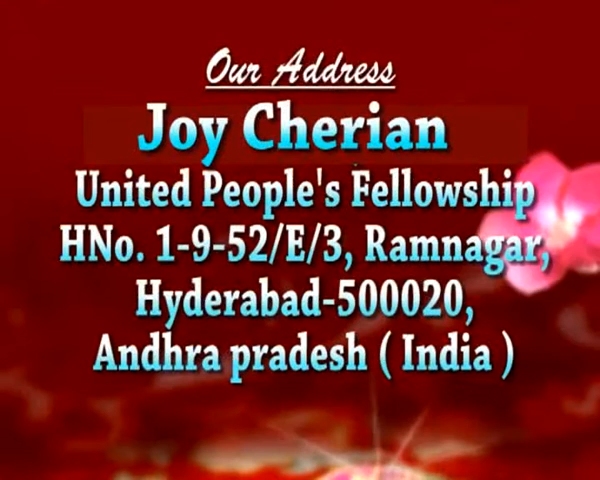 Our Address
Joy Cherian
United People's Fellowship
HNo. 1-9-52/E/3, Ramnagar,
Hyderabad-500020,
Andhra pradesh ( India )